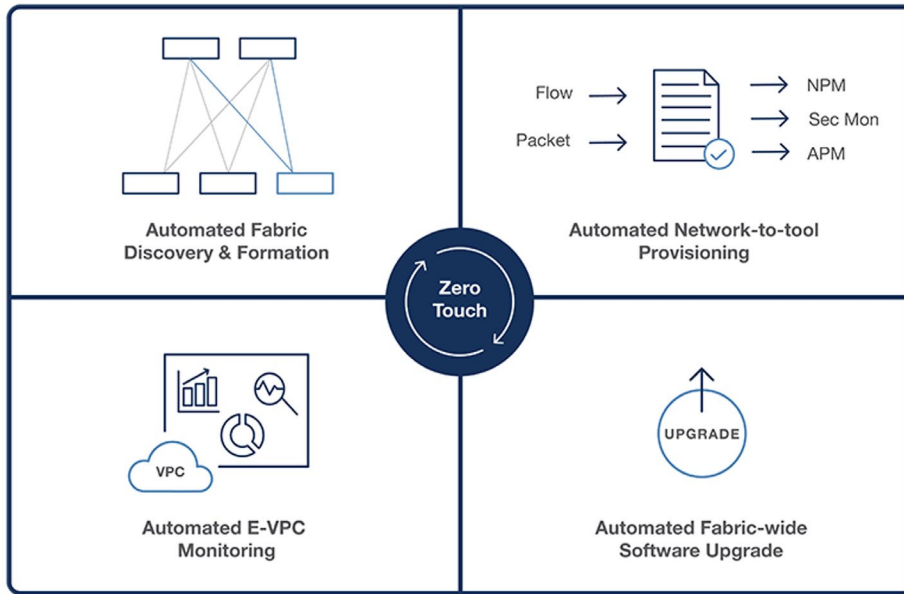 Automated Fabric
Discovery & Formation
Flow
Packet
NPM
Sec Mon
APM
Automated Network-to-tool
Provisioning
Zero
Touch
VPC
Automated E-VPC
Monitoring
UPGRADE
Automated Fabric-wide
Software Upgrade